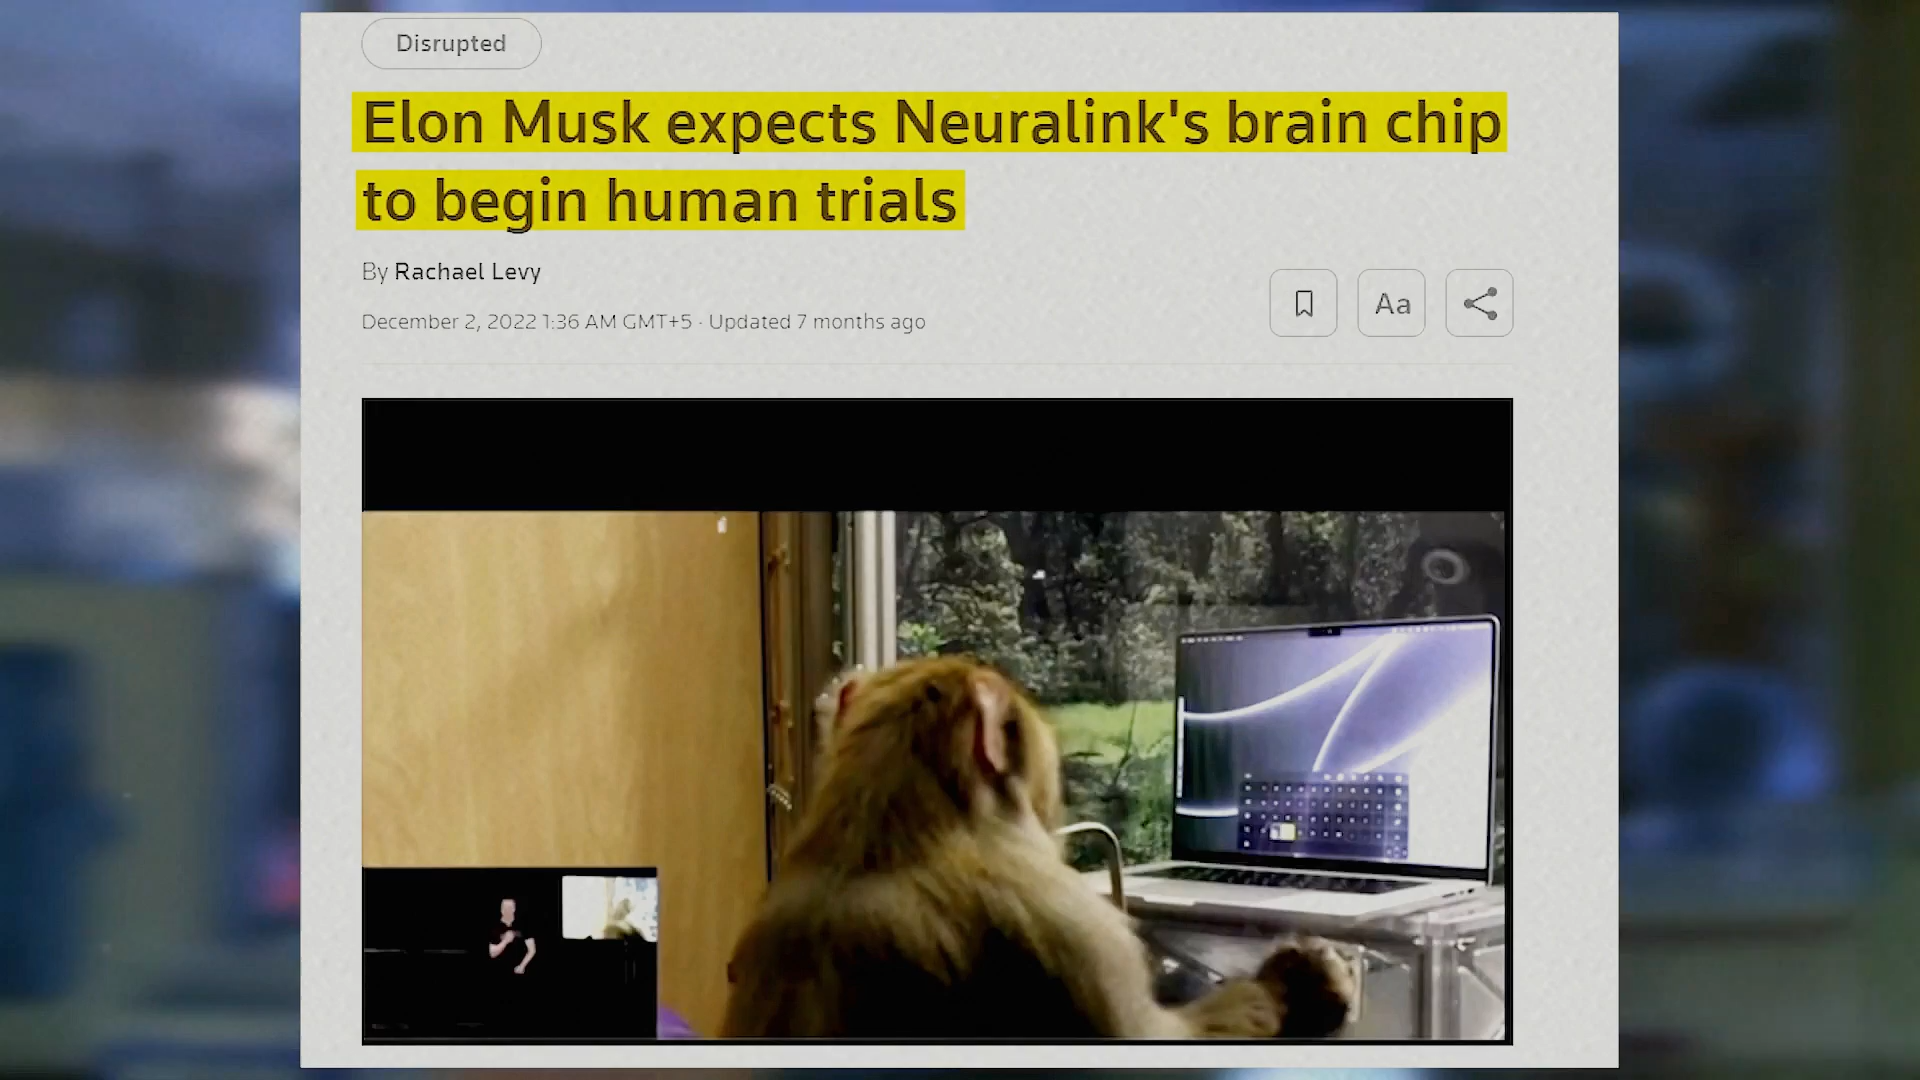 Disrupted
Elon Musk expects Neuralink's brain chip
to begin human trials
By Rachael Levy
December 2, 2022 1:36 AM GMT+5 · Updated 7 months ago
Aa